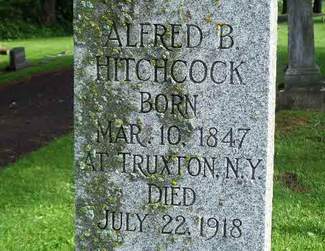 ALFRED B.
HITCHCOCK
BORN
MAR. 10, 1847
AT TRUXTON, N.Y.
DIED
JULY 22, 1918